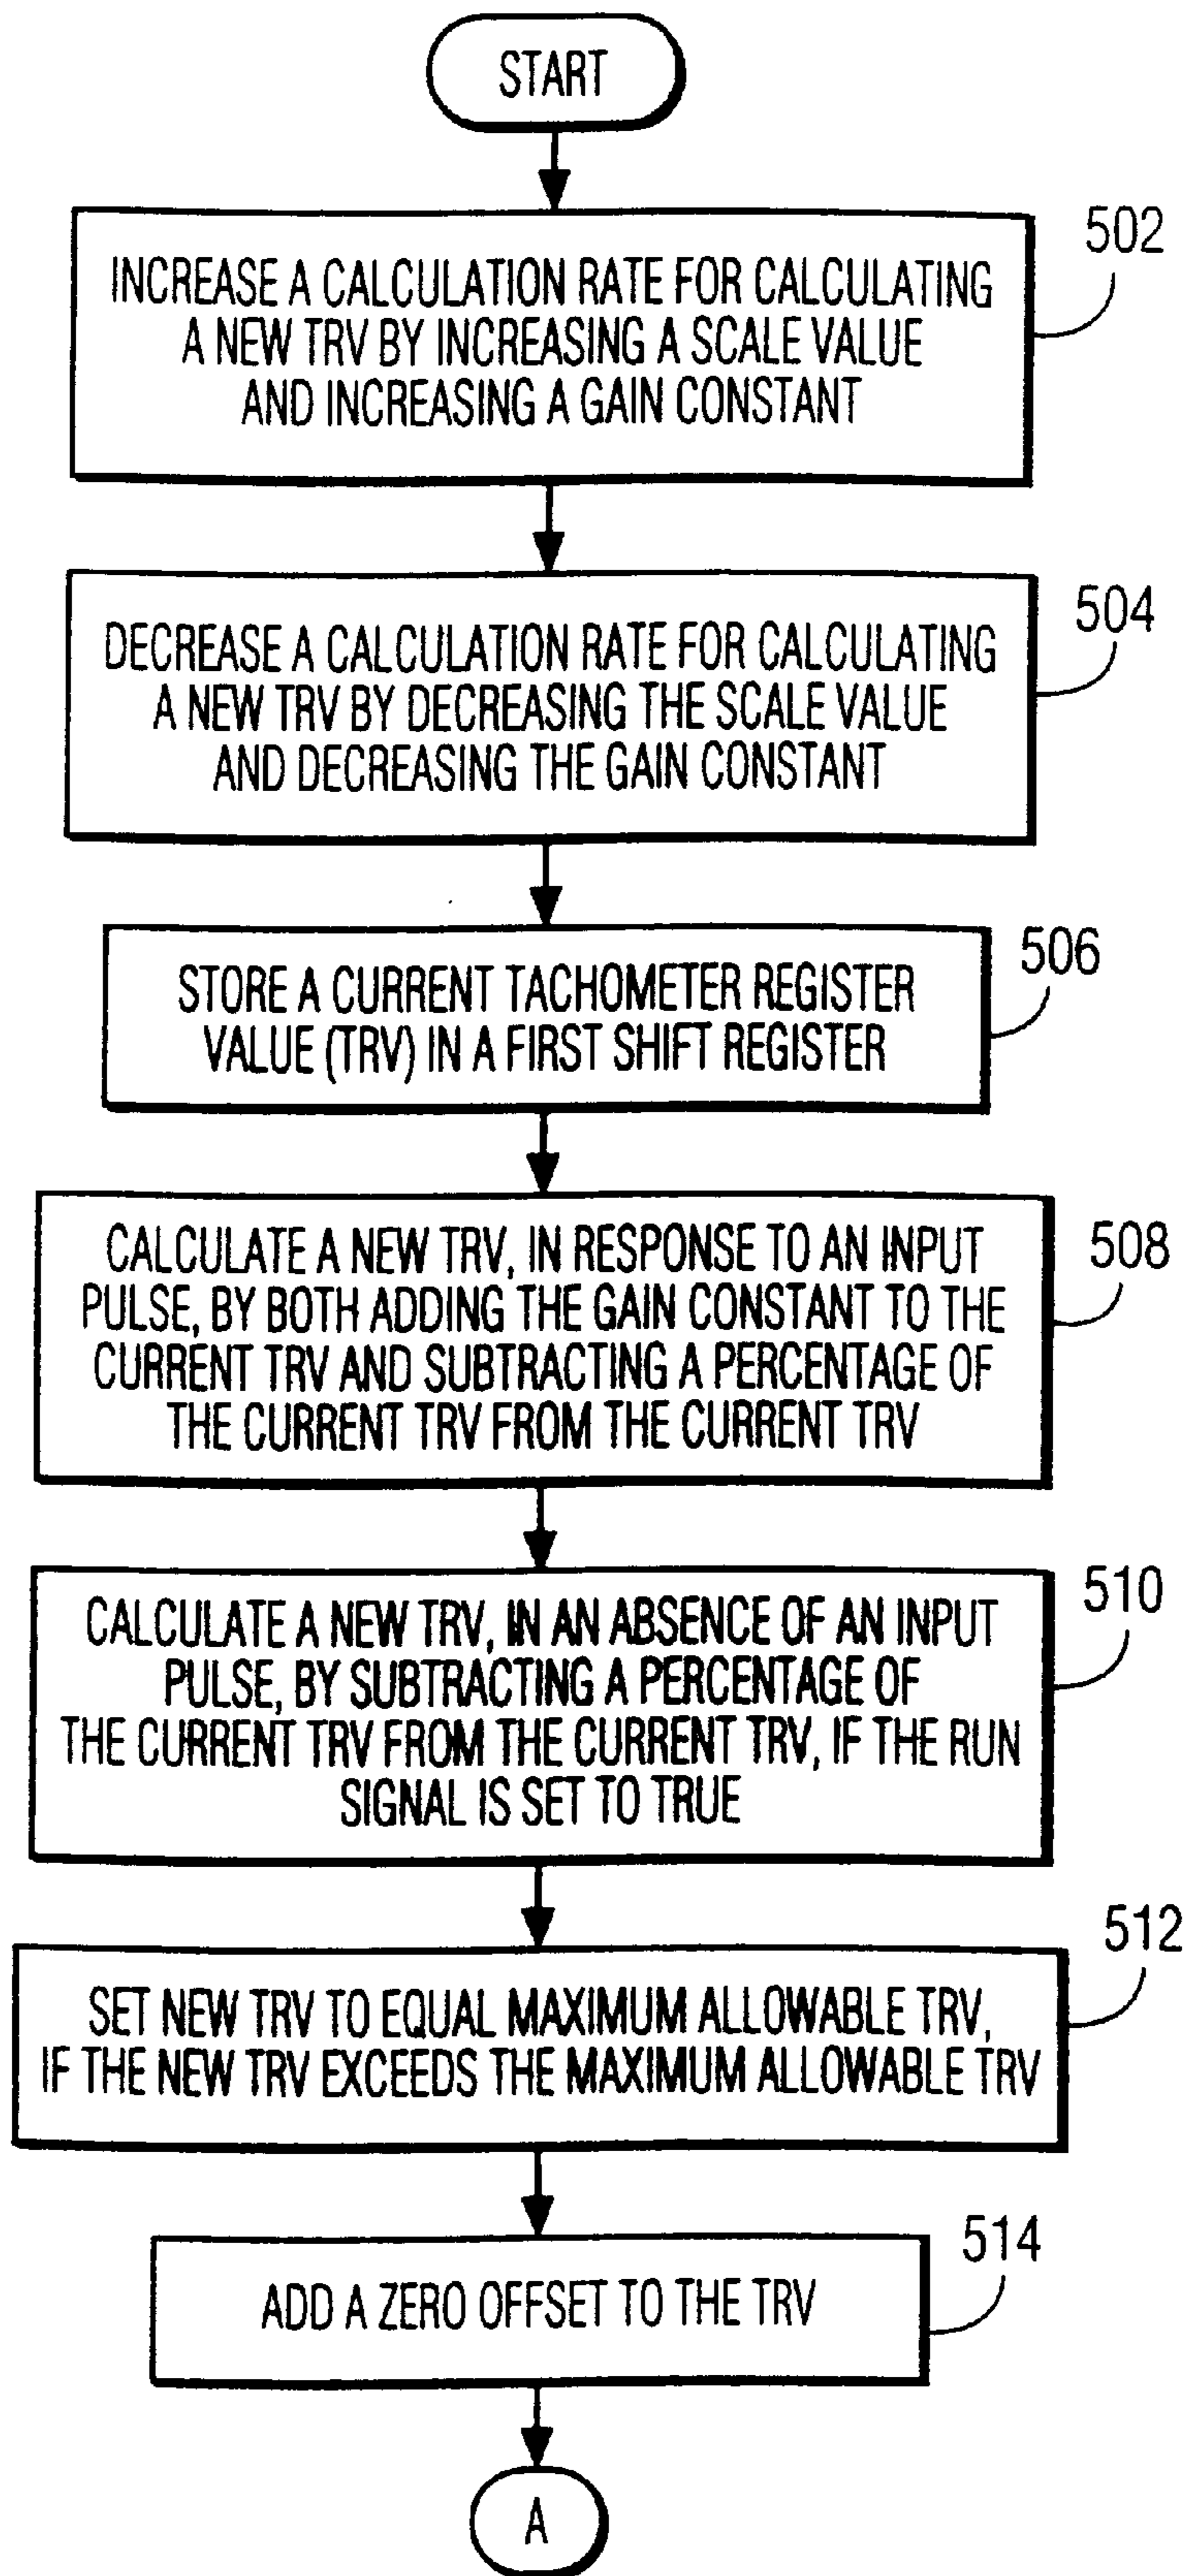 START
502
INCREASE A CALCULATION RATE FOR CALCULATING
A NEW TRV BY INCREASING A SCALE VALUE
AND INCREASING A GAIN CONSTANT
504
DECREASE A CALCULATION RATE FOR CALCULATING
A NEW TRV BY DECREASING THE SCALE VALUE
AND DECREASING THE GAIN CONSTANT
506
STORE A CURRENT TACHOMETER REGISTER
VALUE (TRV) IN A FIRST SHIFT REGISTER
508
CALCULATE A NEW TRV, IN RESPONSE TO AN INPUT
PULSE, BY BOTH ADDING THE GAIN CONSTANT TO THE
CURRENT TRV AND SUBTRACTING A PERCENTAGE OF
THE CURRENT TRV FROM THE CURRENT TRV
510
CALCULATE A NEW TRV, IN AN ABSENCE OF AN INPUT
PULSE, BY SUBTRACTING A PERCENTAGE OF
THE CURRENT TRV FROM THE CURRENT TRV, IF THE RUN
SIGNAL IS SET TO TRUE
512
SET NEW TRV TO EQUAL MAXIMUM ALLOWABLE TRV,
IF THE NEW TRV EXCEEDS THE MAXIMUM ALLOWABLE TRV
514
ADD A ZERO OFFSET TO THE TRV
A